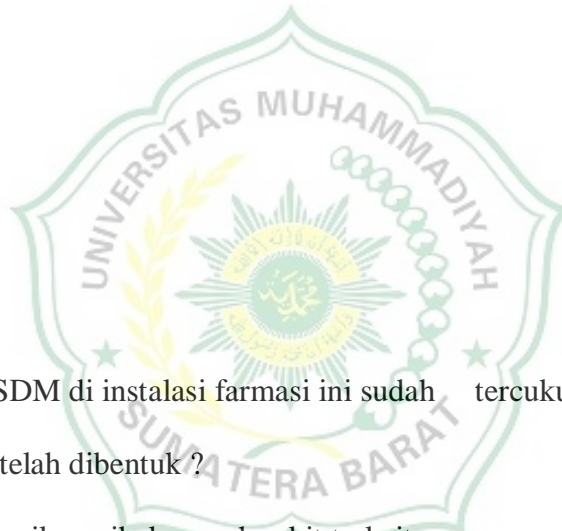 UNIVERSITAS MUHAMMADIYAH
SDM di instalasi farmasi ini sudah tercuku
telah dibentuk ?
SUMATERA BARAT